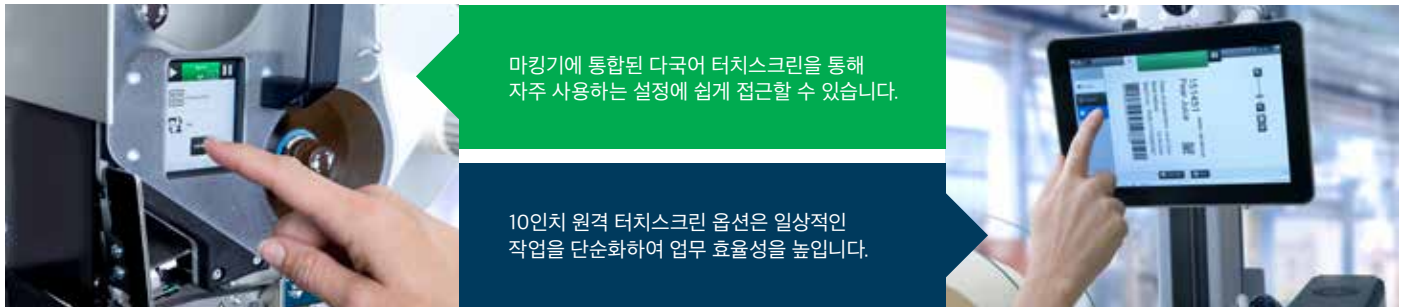 마킹기에 통합된 다국어 터치스크린을 통해
자주 사용하는 설정에 쉽게 접근할 수 있습니다.
10인치 원격 터치스크린 옵션은 일상적인
작업을 단순화하여 업무 효율성을 높입니다.
151431
Pear Juice